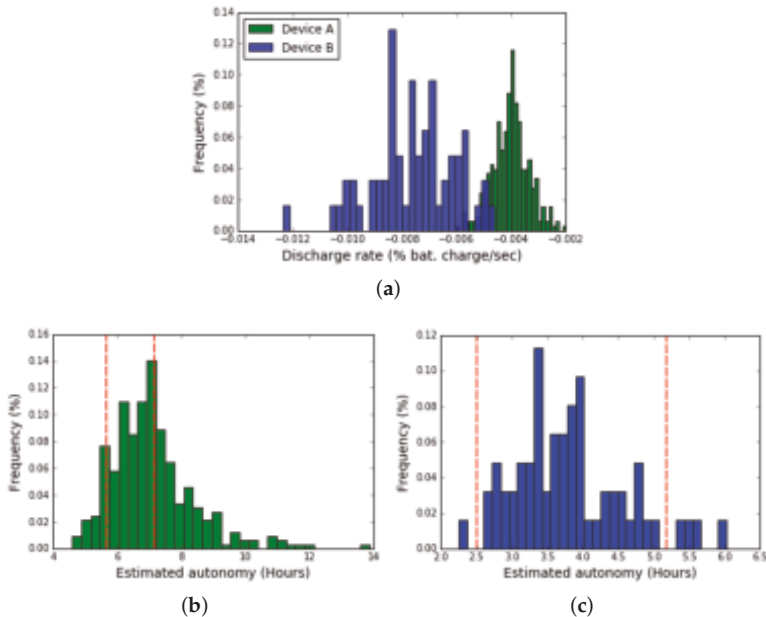 0.14
0.12
0.10
0.08
0.06
0.04
0.02
0.00
Frequency (%)
Device A
Device B
−0.014 −0.012 −0.010 −0.008 −0.006 −0.004 −0.002
Discharge rate (% bat. charge/sec)
(a)
0.16
0.14
0.12
0.10
0.08
0.06
0.04
0.02
0.00
Frequency (%)
4 6 8 10 12 14
Estimated autonomy (Hours)
(b)
0.12
0.10
0.08
0.06
0.04
0.02
0.00
Frequency (%)
2.0 2.5 3.0 3.5 4.0 4.5 5.0 5.5 6.0 6.5
Estimated autonomy (Hours)
(c)